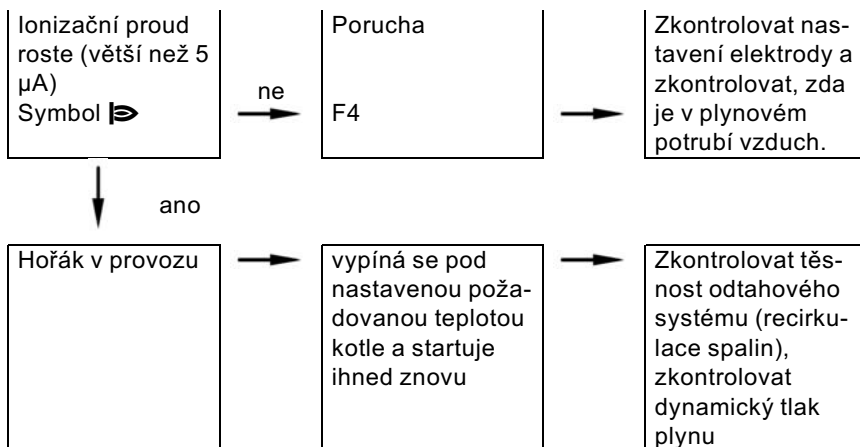 Ionizační proud
roste (větší než 5
µA)
Symbol
ne
Porucha
F4
Zkontrolovat nas-
tavení elektrody a
zkontrolovat, zda
je v plynovém
potrubí vzduch.
ano
Hořák v provozu
vypíná se pod
nastavenou poža-
dovanou teplotou
kotle a startuje
ihned znovu
Zkontrolovat těs-
nost odtahového
systému (recirku-
lace spalin),
zkontrolovat
dynamický tlak
plynu